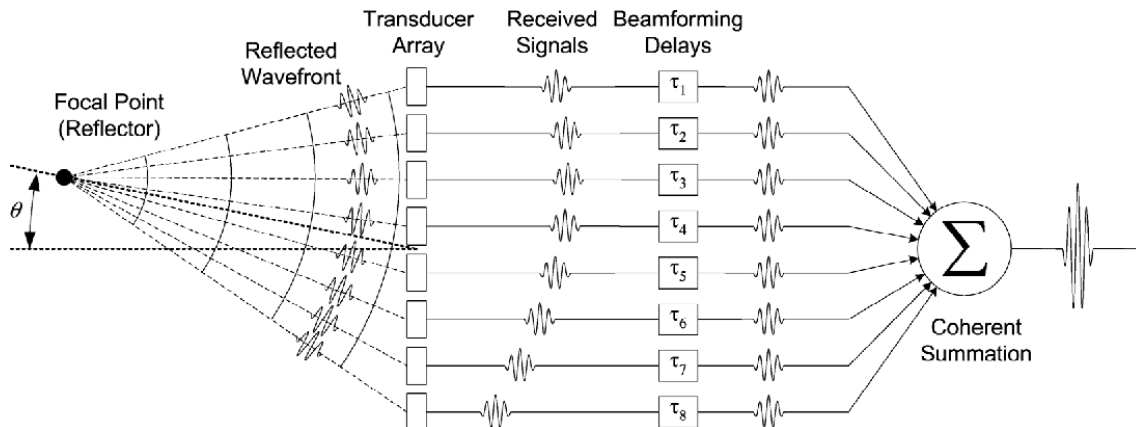 Transducer
Array
Received
Signals
Beamforming
Delays
Reflected
Wavefront
Focal Point
(Reflector)
θ
τ1
τ2
τ3
τ4
τ5
τ6
τ7
τ8
Σ
Coherent
Summation